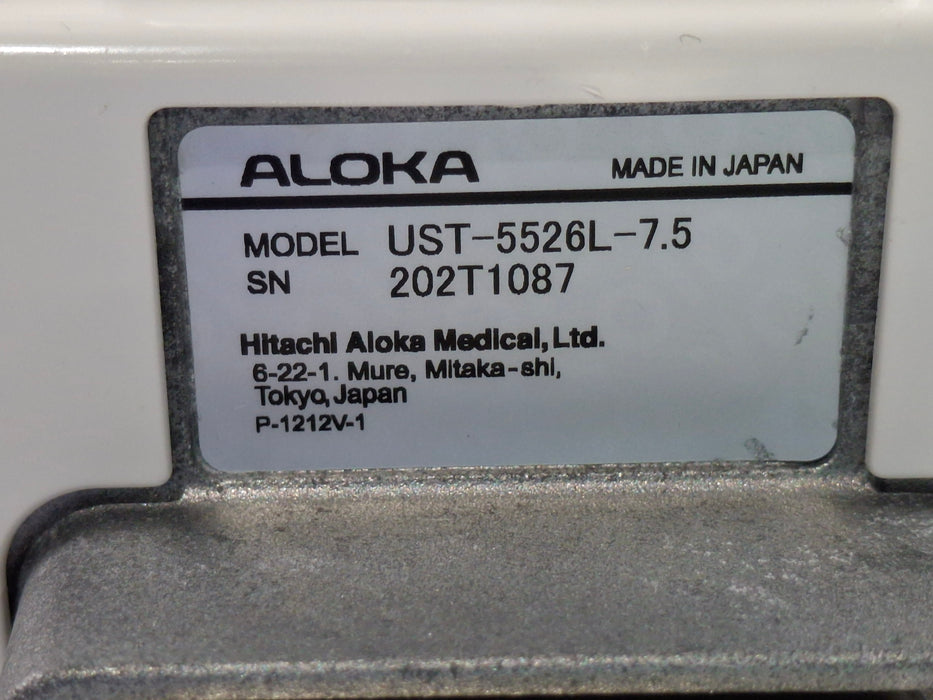 ALOKA MADE IN JAPAN
MODEL UST-5526L-7.5
SN 202T1087
Hitachi Aloka Medical, Ltd.
6-22-1. Mure, Mitaka-shi,
Tokyo, Japan
P-1212V-1